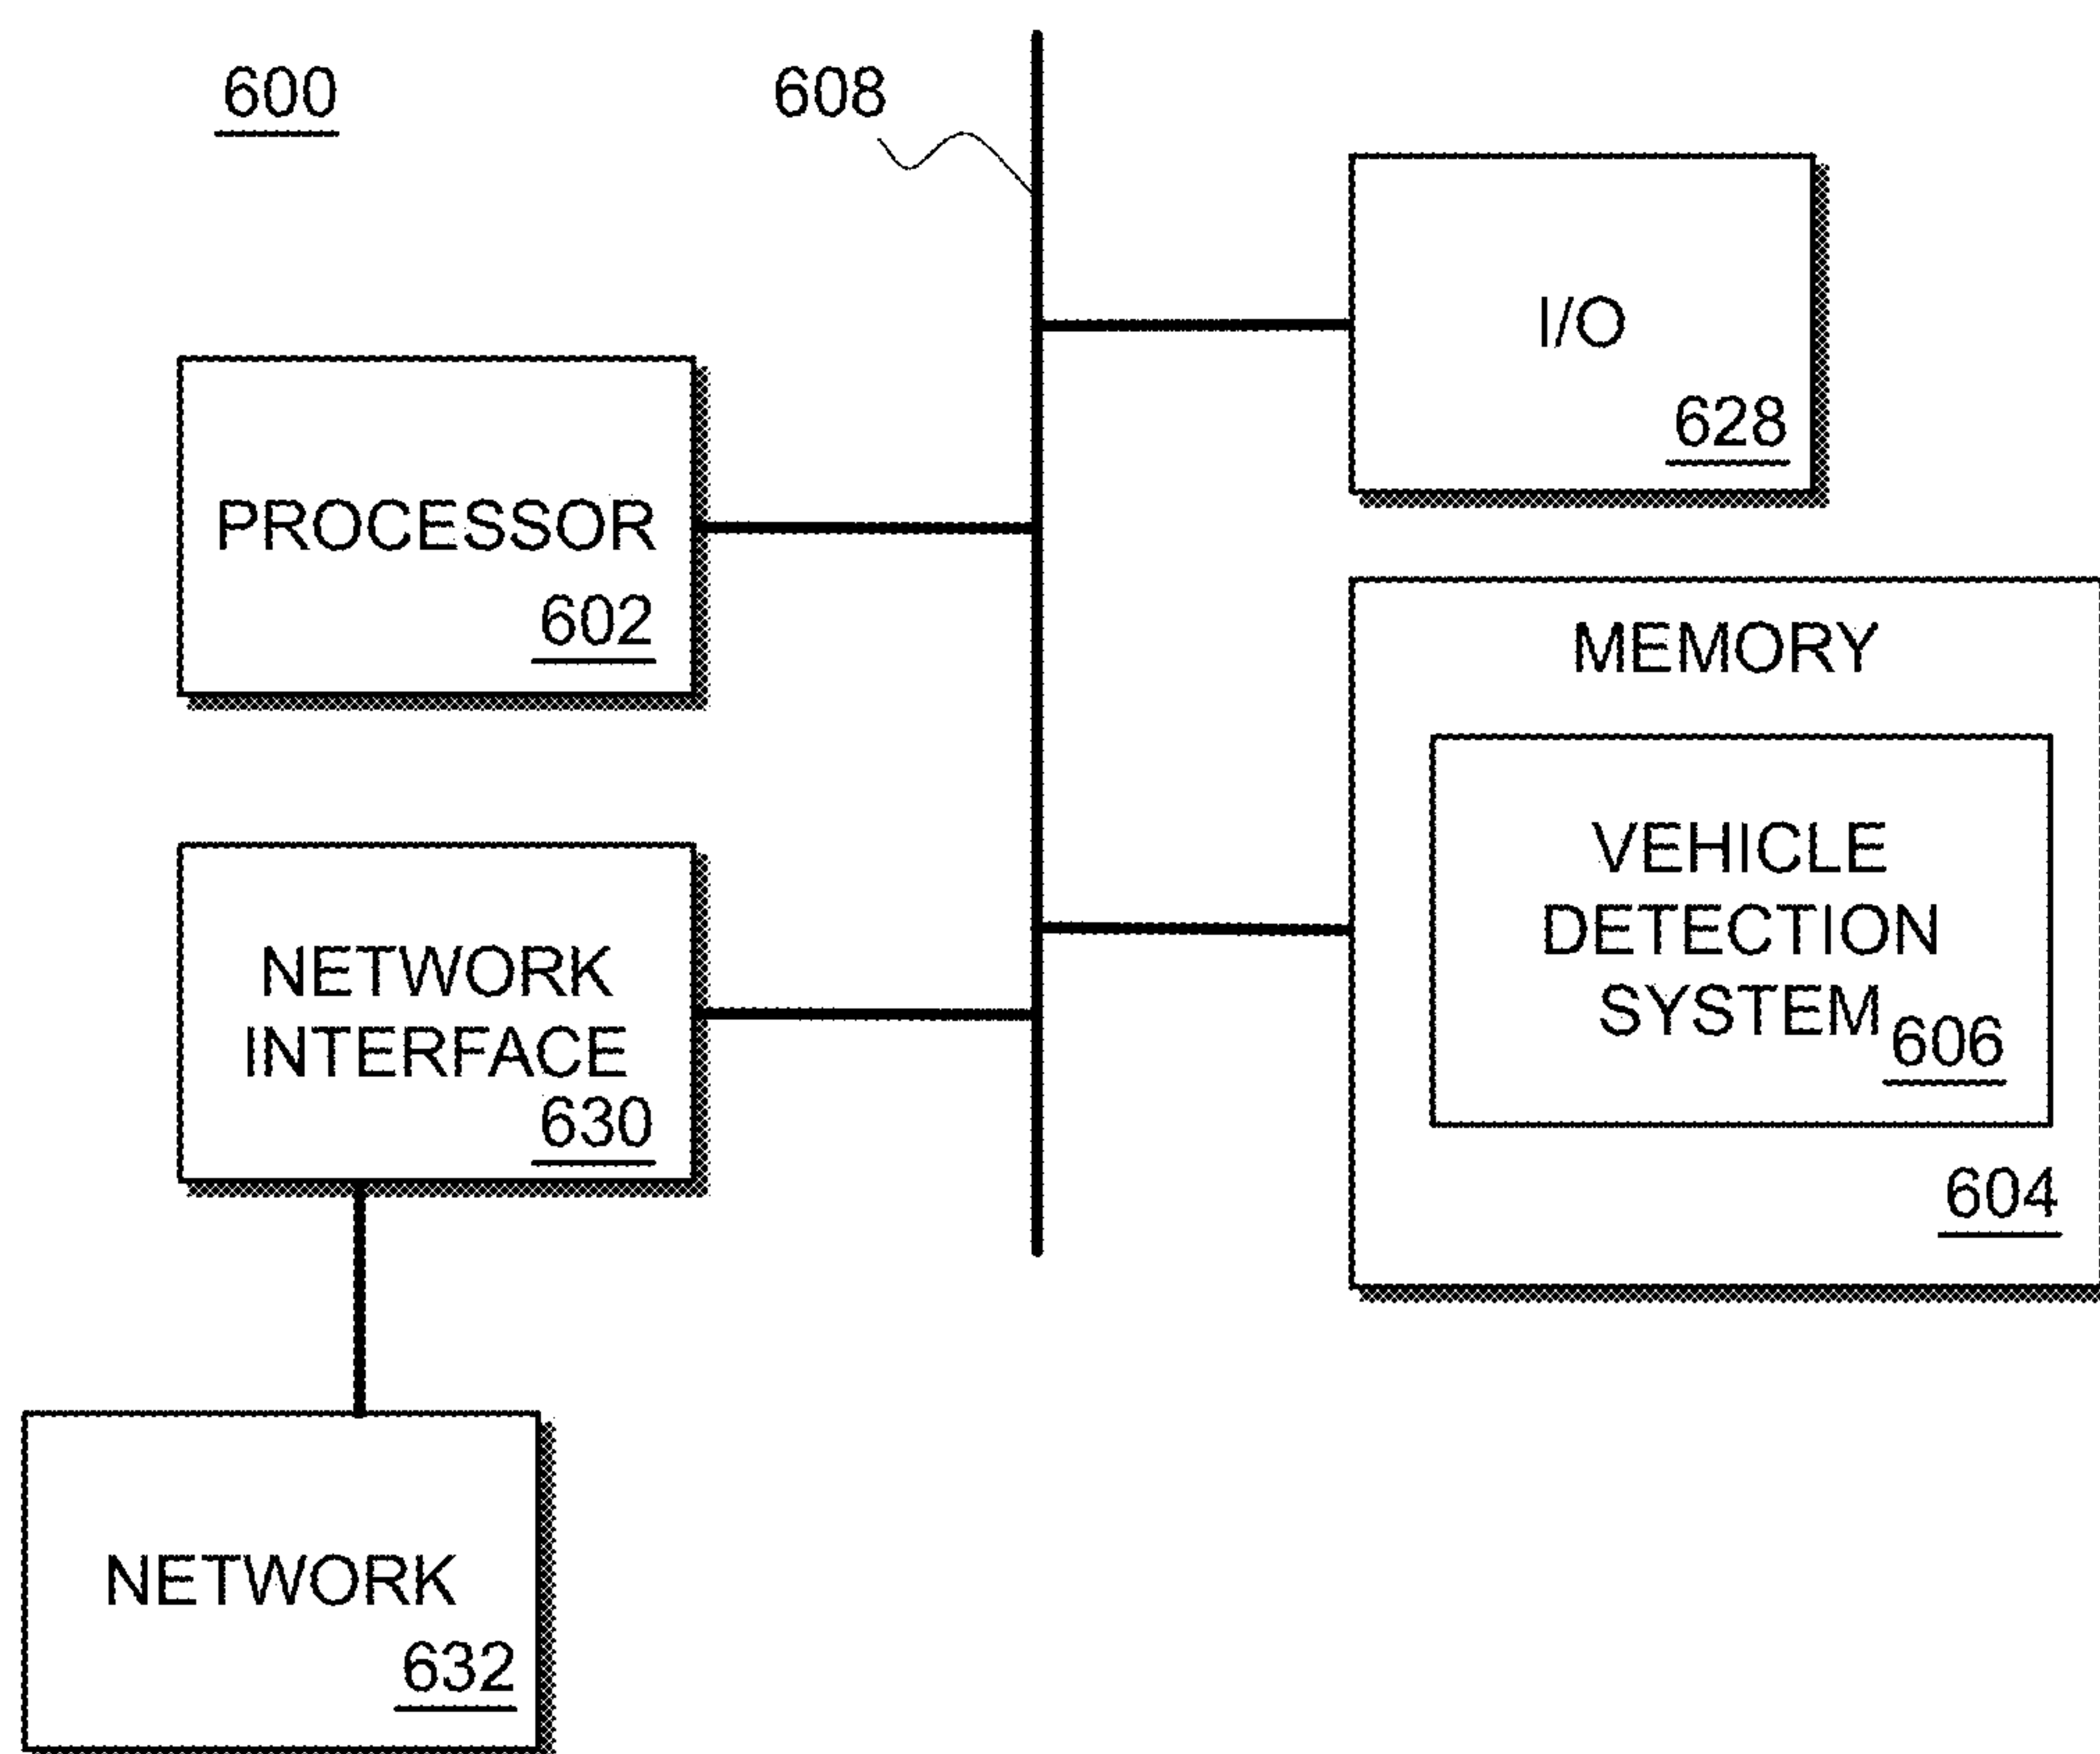 600
608
I/O
628
PROCESSOR
602
MEMORY
VEHICLE
DETECTION
SYSTEM
606
604
NETWORK
INTERFACE
630
NETWORK
632